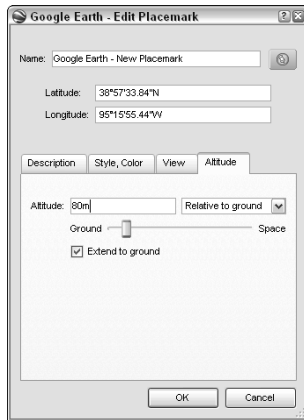 Google Earth - Edit Placemark
Name: Google Earth - New Placemark
Latitude: 38°57'33.84"N
Longitude: 95°15'55.44"W
Description Style, Color View Altitude
Altitude: 80m Relative to ground
Ground Space
Extend to ground
OK Cancel